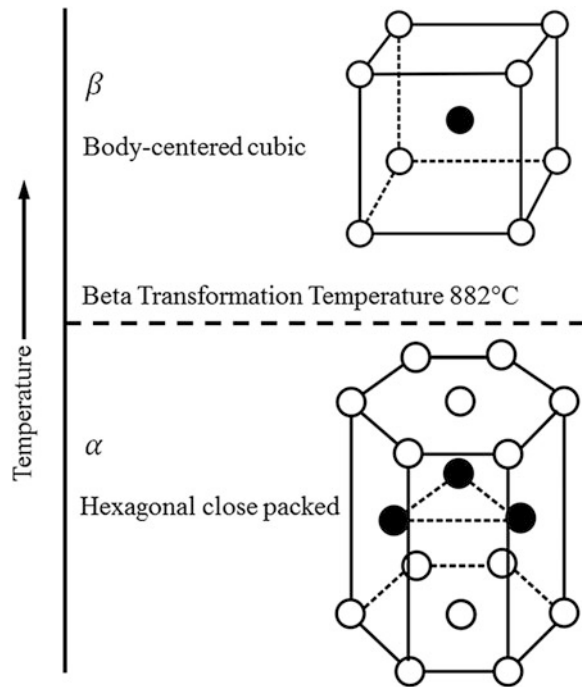 β
Body-centered cubic
Beta Transformation Temperature 882°C
Temperature
α
Hexagonal close packed